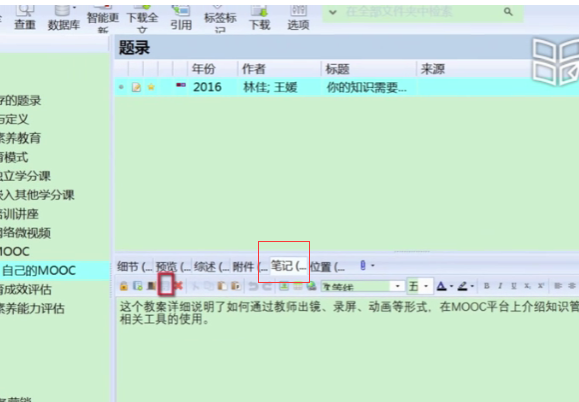 查重
数据库
智能更新
下载全文
引用
标签标记
下载
选项
在全部文件夹中检索
题录
年份 作者 标题 来源
2016 林佳; 王媛 你的知识需要...
存的题录
与定义
素养教育
育模式
独立学分课
嵌入其他学分课
培训讲座
网络微视频
MOOC
自己的MOOC
育成效评估
素养能力评估
细节 (... 预览 (... 综述 (... 附件 (... 笔记 (... 位置 (...
五 A B I U
这个教案详细说明了如何通过教师出镜、录屏、动画等形式, 在MOOC平台上介绍知识管
相关工具的使用。